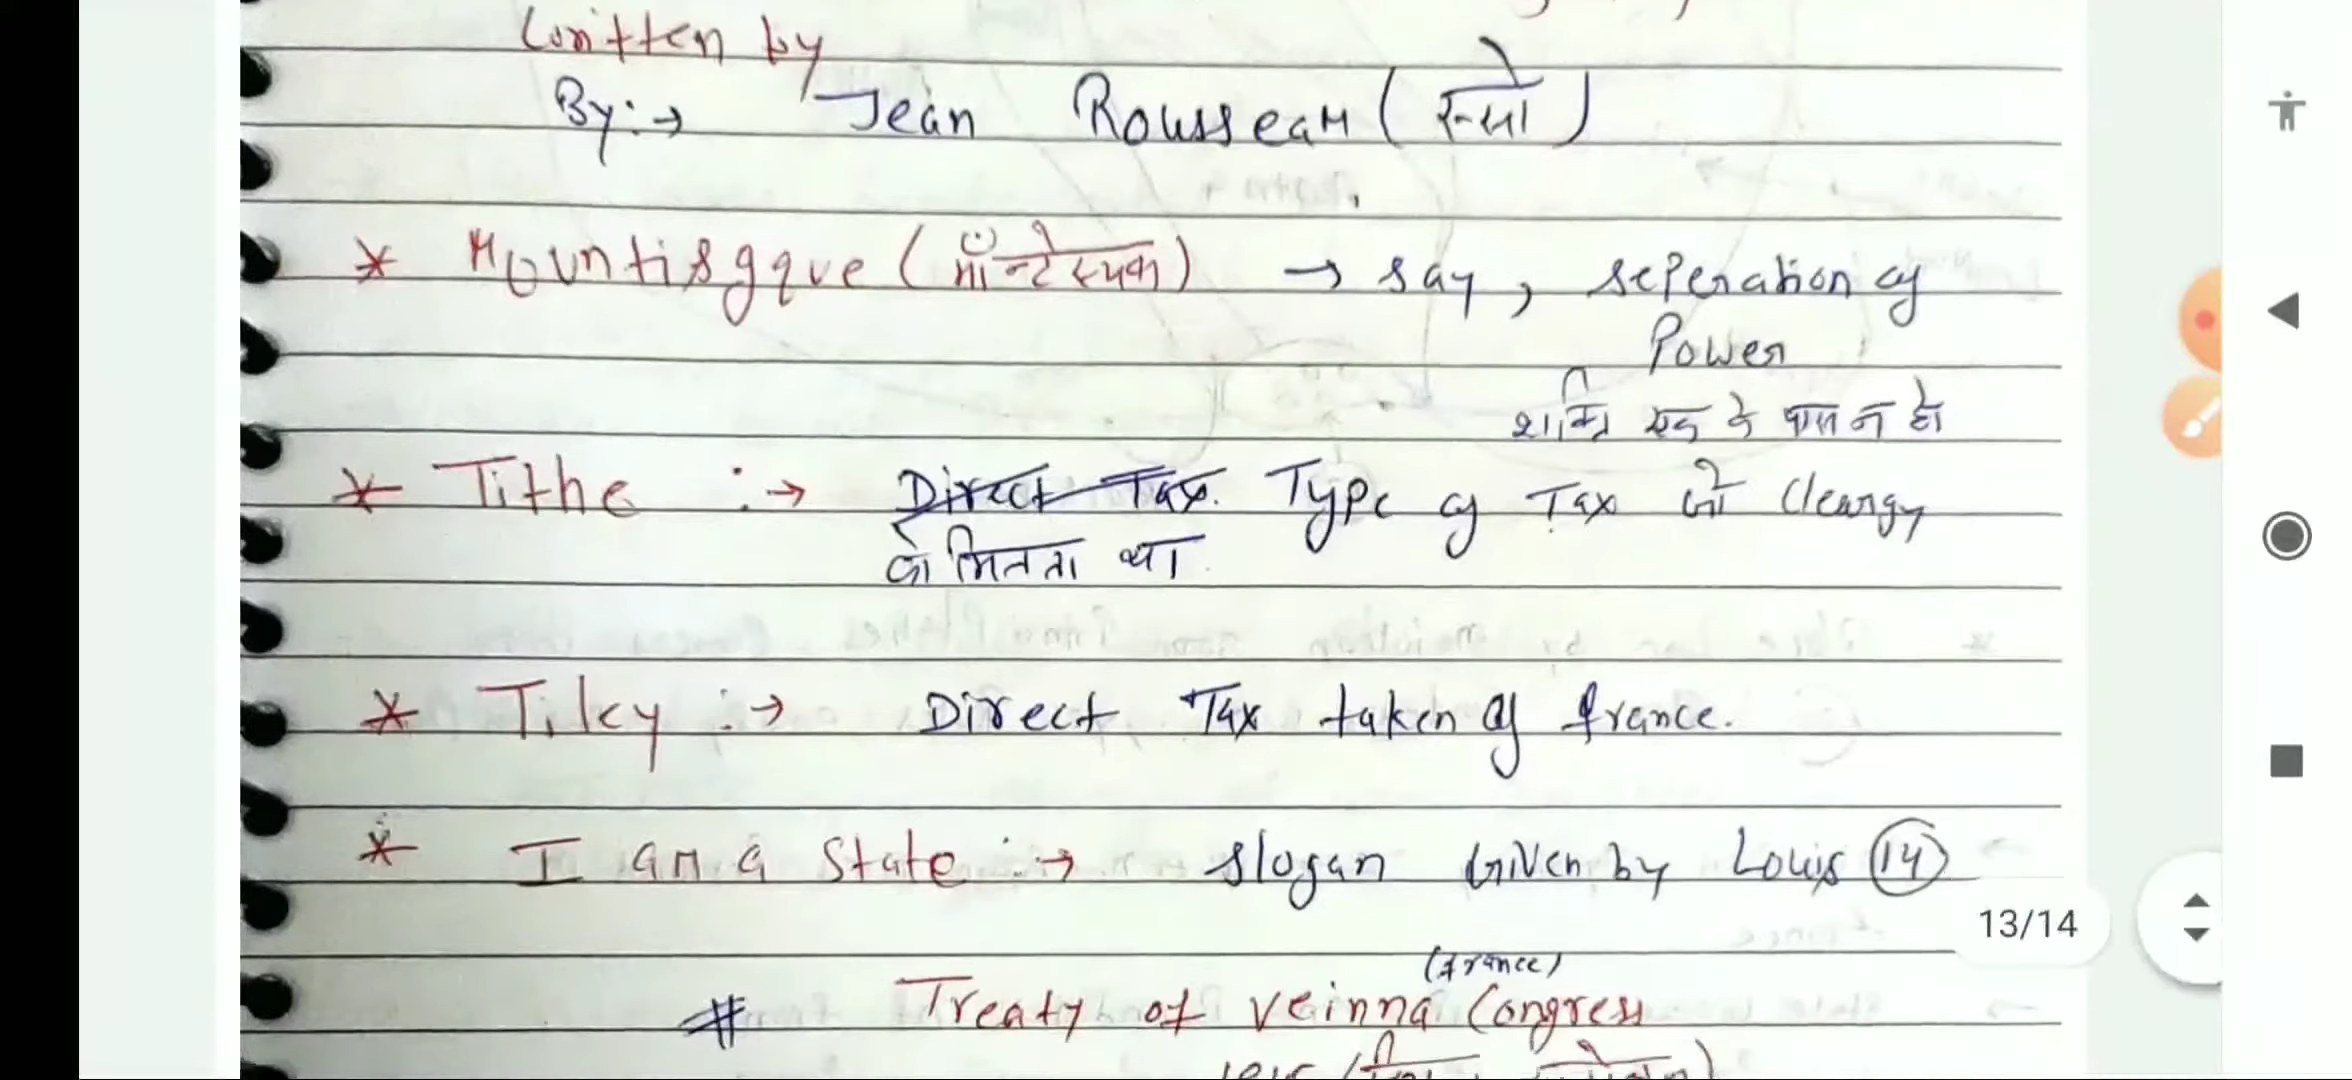 Written by
By:→ Jean Rousseau (रूसो)
* Mountisgque (मॉन्टेस्क्यू) → say, seperation of
Power
शक्ति एक के पास न हो
* Tithe :→ Direct Tax. Type of Tax जो Cleargy
को मिलता था.
* Tiley :→ Direct Tax taken of france.
* I am a State :→ slogan Given by Louis 14
13/14
(france)
# Treaty of Veinna Congress